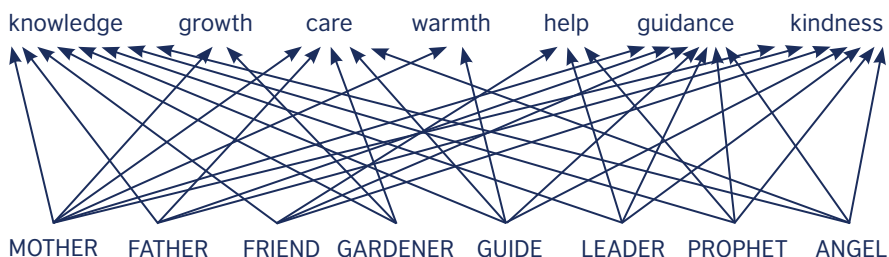 knowledge growth care warmth help guidance kindness
MOTHER FATHER FRIEND GARDENER GUIDE LEADER PROPHET ANGEL